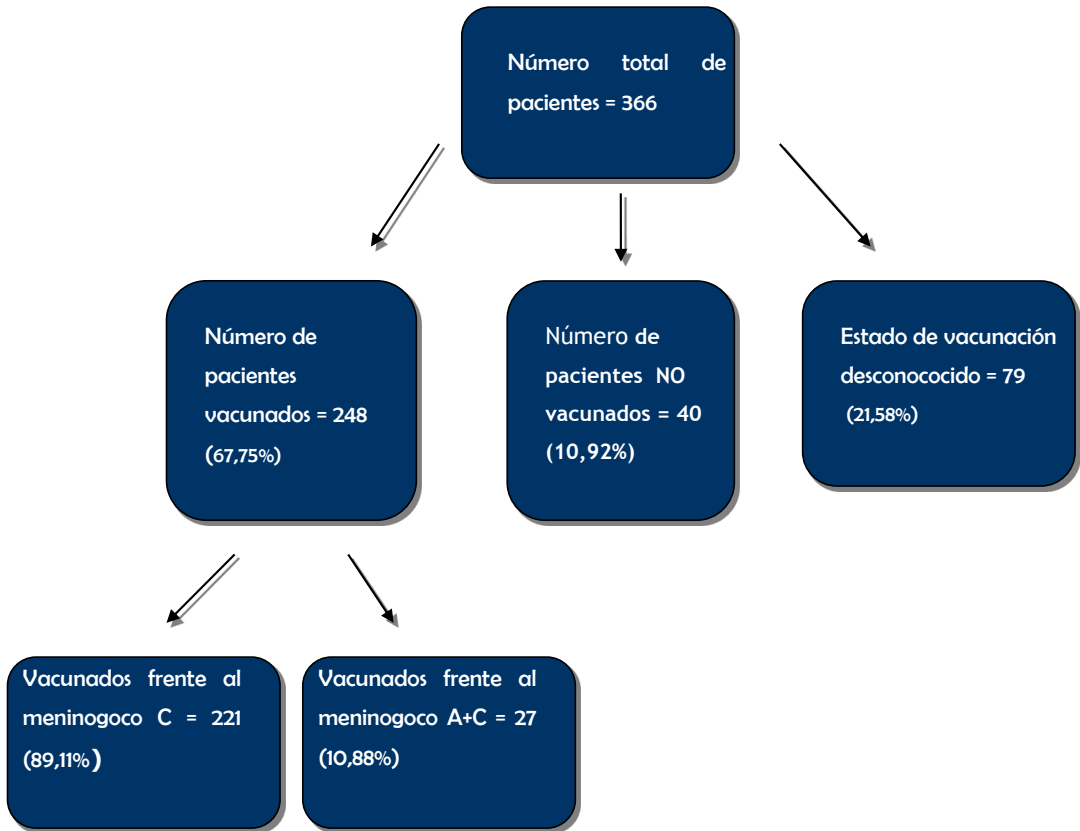 Número total de
pacientes = 366
Número de
pacientes
vacunados = 248
(67,75%)
Número de
pacientes NO
vacunados = 40
(10,92%)
Estado de vacunación
desconococido = 79
(21,58%)
Vacunados frente al
meninogoco C = 221
(89,11%)
Vacunados frente al
meninogoco A+C = 27
(10,88%)